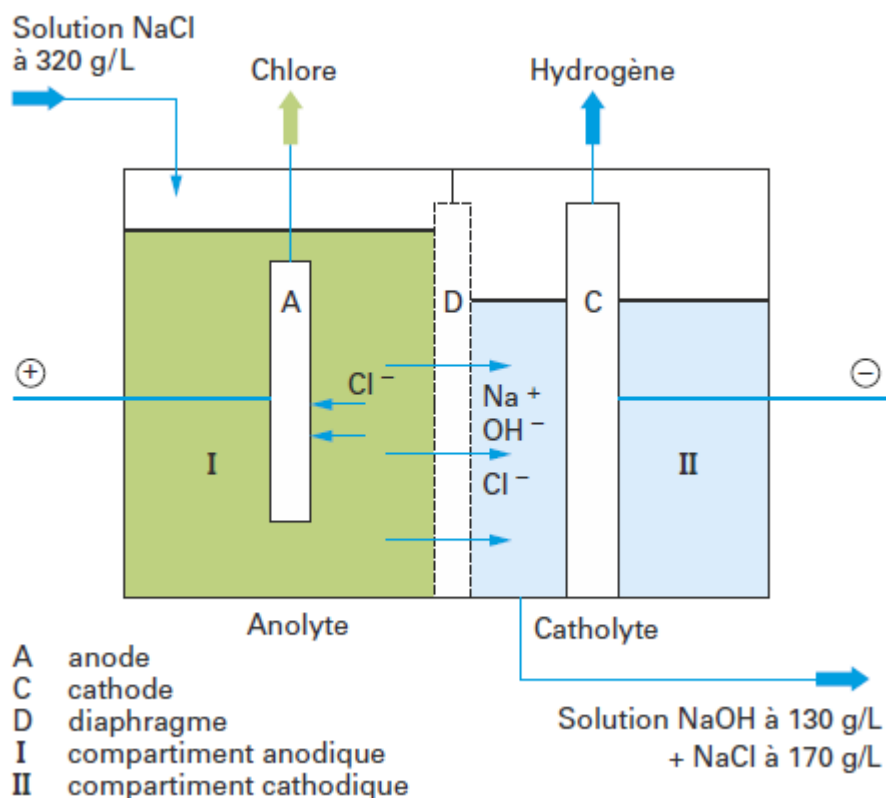 Solution NaCl
à 320 g/L
Chlore
Hydrogène
A
D
C
+
−
Cl −
Na +
OH −
Cl −
I
II
Anolyte
Catholyte
A anode
C cathode
D diaphragme
I compartiment anodique
II compartiment cathodique
Solution NaOH à 130 g/L
+ NaCl à 170 g/L